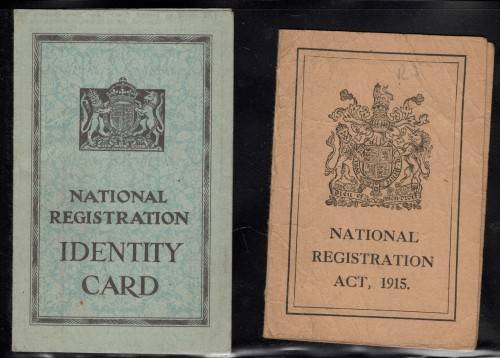 NATIONAL
REGISTRATION
IDENTITY
CARD
NATIONAL
REGISTRATION
ACT, 1915.